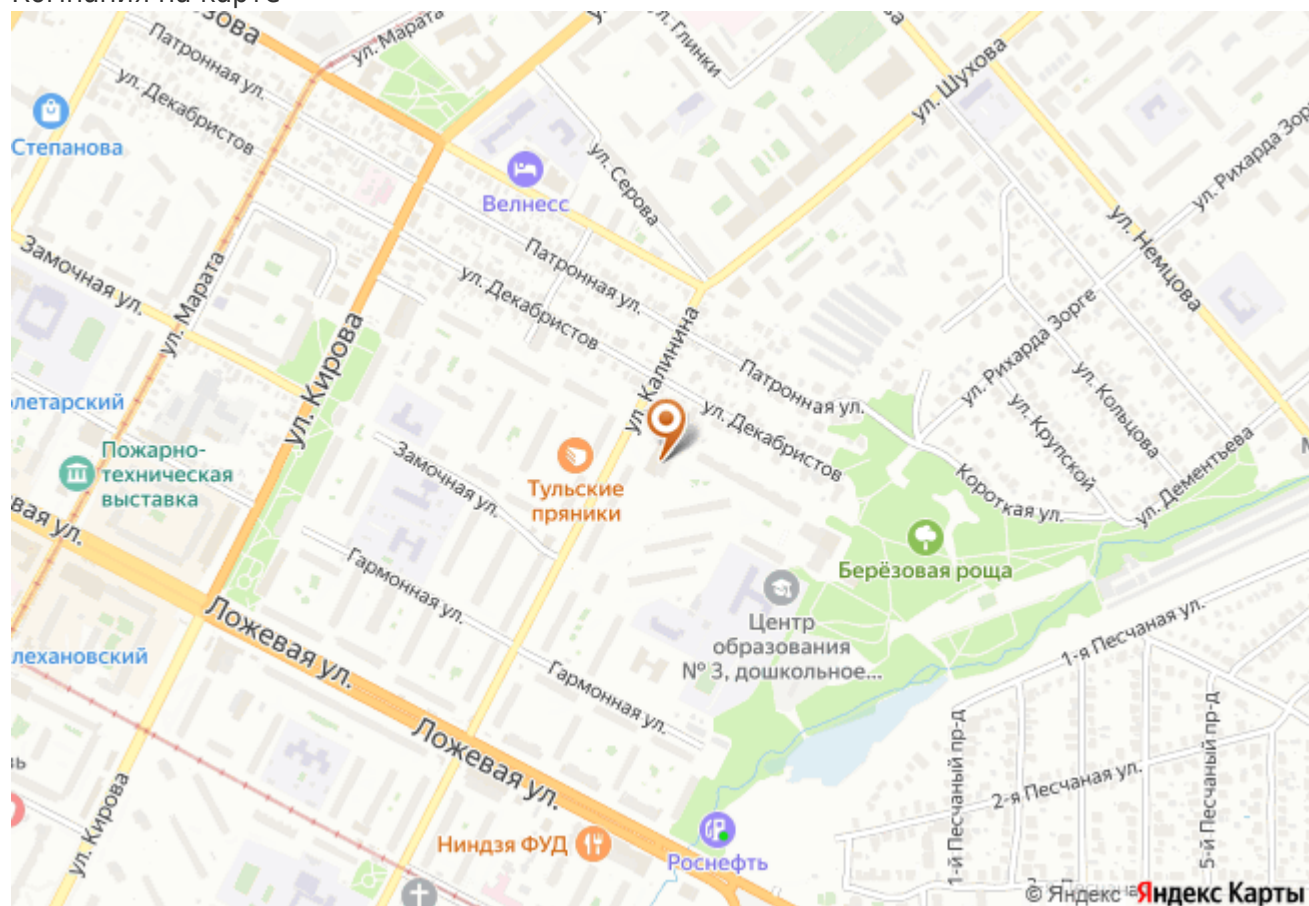 ул. Марата
Патронная ул.
ул. Глинки
ул. Шухова
ул. Декабристов
Степанова
ул. Серова
ул. Рихарда Зорге
Велнесс
ул. Немцова
Замочная ул.
ул. Марата
Патронная ул.
ул. Декабристов
ул. Кирова
ул. Калинина
ул. Рихарда Зорге
Патронная ул.
ул. Кольцова
ул. Декабристов
ул. Крупской
Пожарно-
техническая
выставка
Замочная ул.
Тульские
пряники
Короткая ул.
ул. Дементьева
Берёзовая роща
Гармонная ул.
Центр
образования
№ 3, дошкольное...
1-я Песчаная ул.
Ложевая ул.
Гармонная ул.
Ложевая ул.
1-й Песчаный пр-д
2-я Песчаная ул.
5-й Песчаный пр-д
ул. Кирова
Ниндзя ФУД
Роснефть
© Яндекс Яндекс Карты